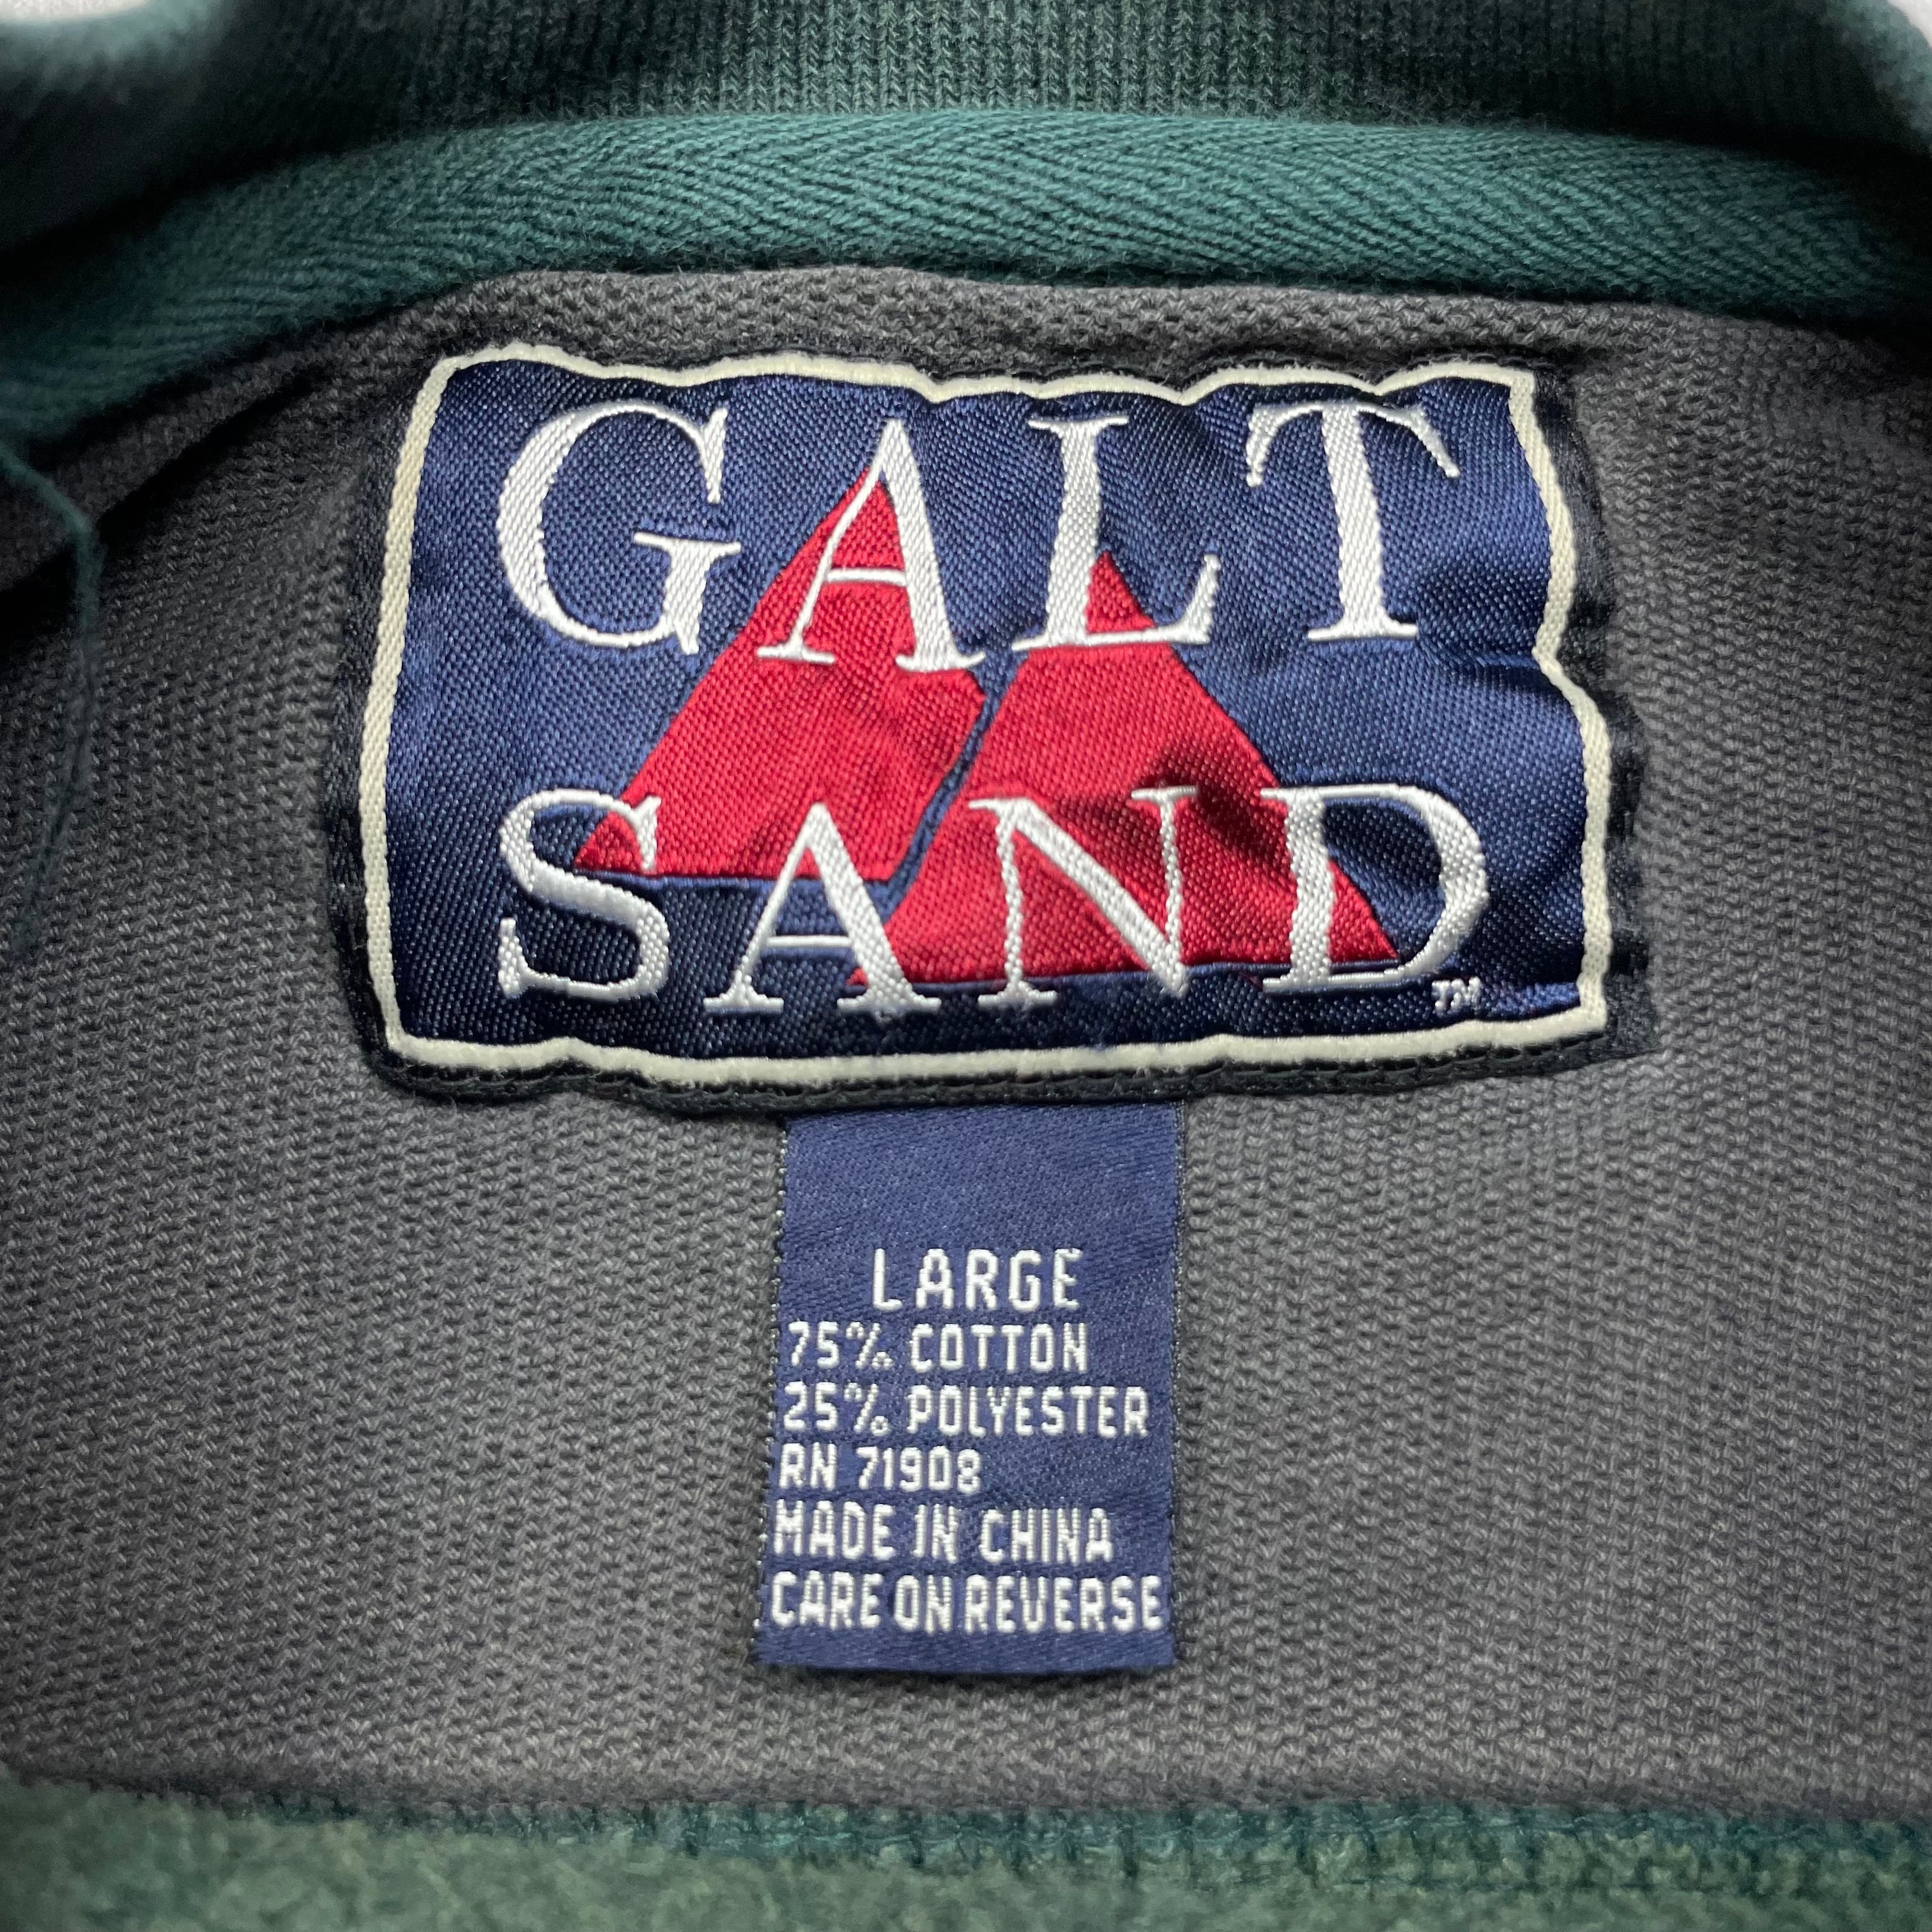 GALT
SAND
TM
LARGE
75% COTTON
25% POLYESTER
RN 71908
MADE IN CHINA
CARE ON REVERSE